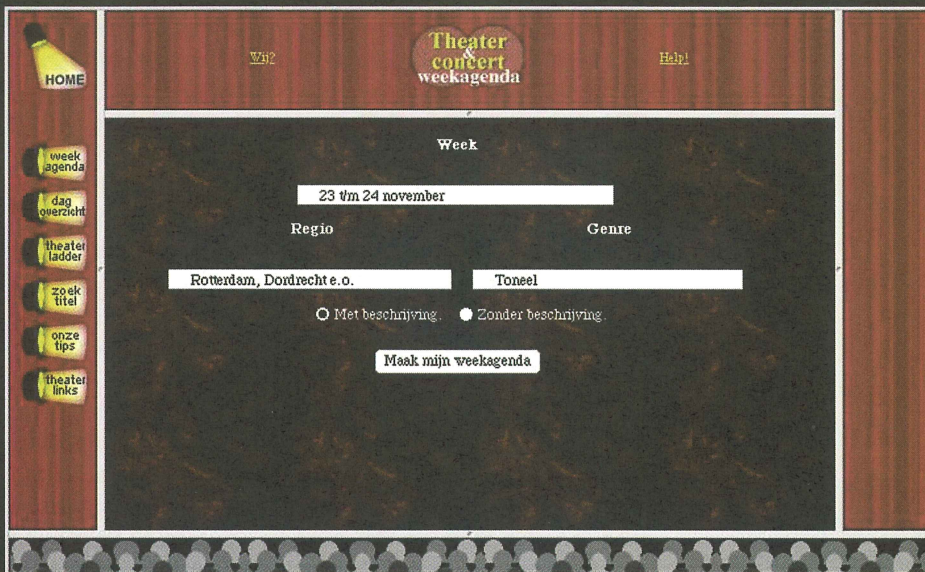 HOME
Wij?
Theater
&
concert
weekagenda
Help!
week
agenda
dag
overzicht
theater
ladder
zoek
titel
onze
tips
theater
links
Week
23 t/m 24 november
Regio
Genre
Rotterdam, Dordrecht e.o.
Toneel
Met beschrijving.
Zonder beschrijving.
Maak mijn weekagenda